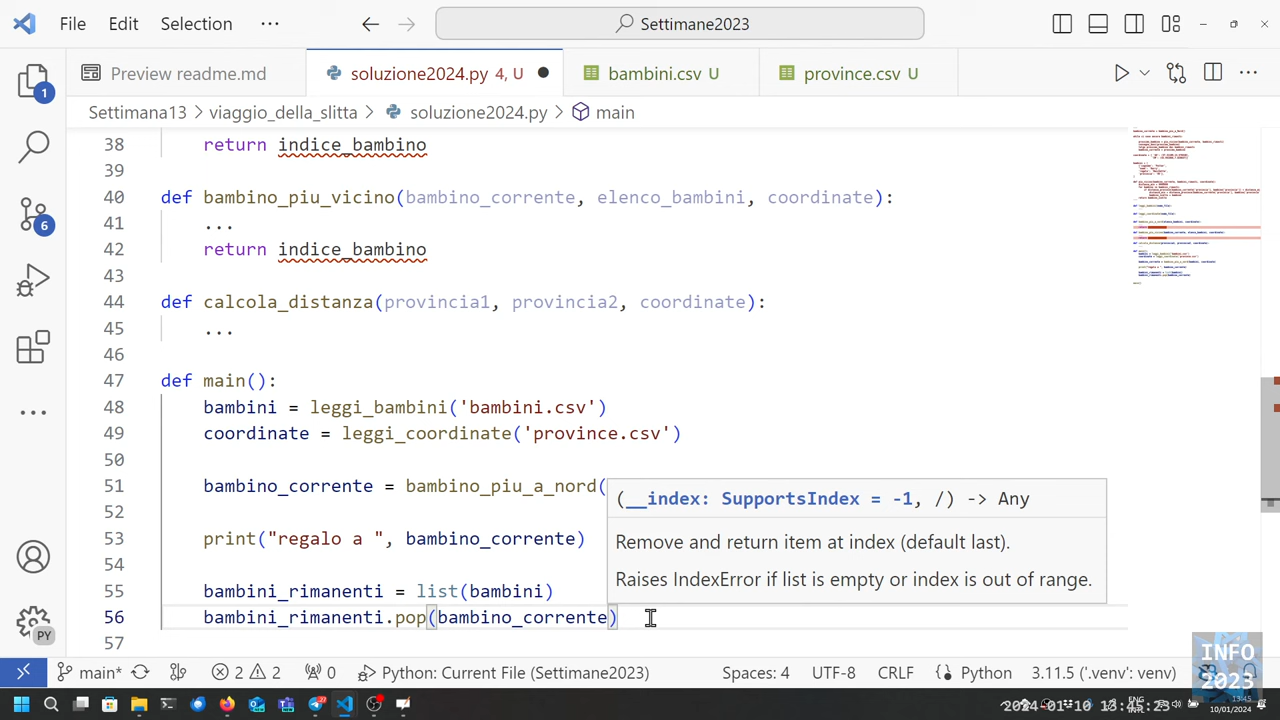 File Edit Selection ... Settimane2023
Preview readme.md soluzione2024.py 4, U bambini.csv U province.csv U
Settimana13 > viaggio_della_slitta > soluzione2024.py > main
38 return indice_bambino
39
40 def bambino_piu_vicino(
42 return indice_bambino
43
44 def calcola_distanza(provincia1, provincia2, coordinate):
45 ...
46
47 def main():
48 bambini = leggi_bambini('bambini.csv')
49 coordinate = leggi_coordinate('province.csv')
50
51 bambino_corrente = bambino_piu_a_nord(
(__index: SupportsIndex = -1, /) -> Any
52
53 print("regalo a ", bambino_corrente)
Remove and return item at index (default last).
54
Raises IndexError if list is empty or index is out of range.
55 bambini_rimanenti = list(bambini)
56 bambini_rimanenti.pop(bambino_corrente)
57
1
6
PY
main* 2 2 0 Python: Current File (Settimane2023) Spaces: 4 UTF-8 CRLF Python 3.11.5 ('.venv': venv)
INFO
2023
ENG
13:45
10/01/2024